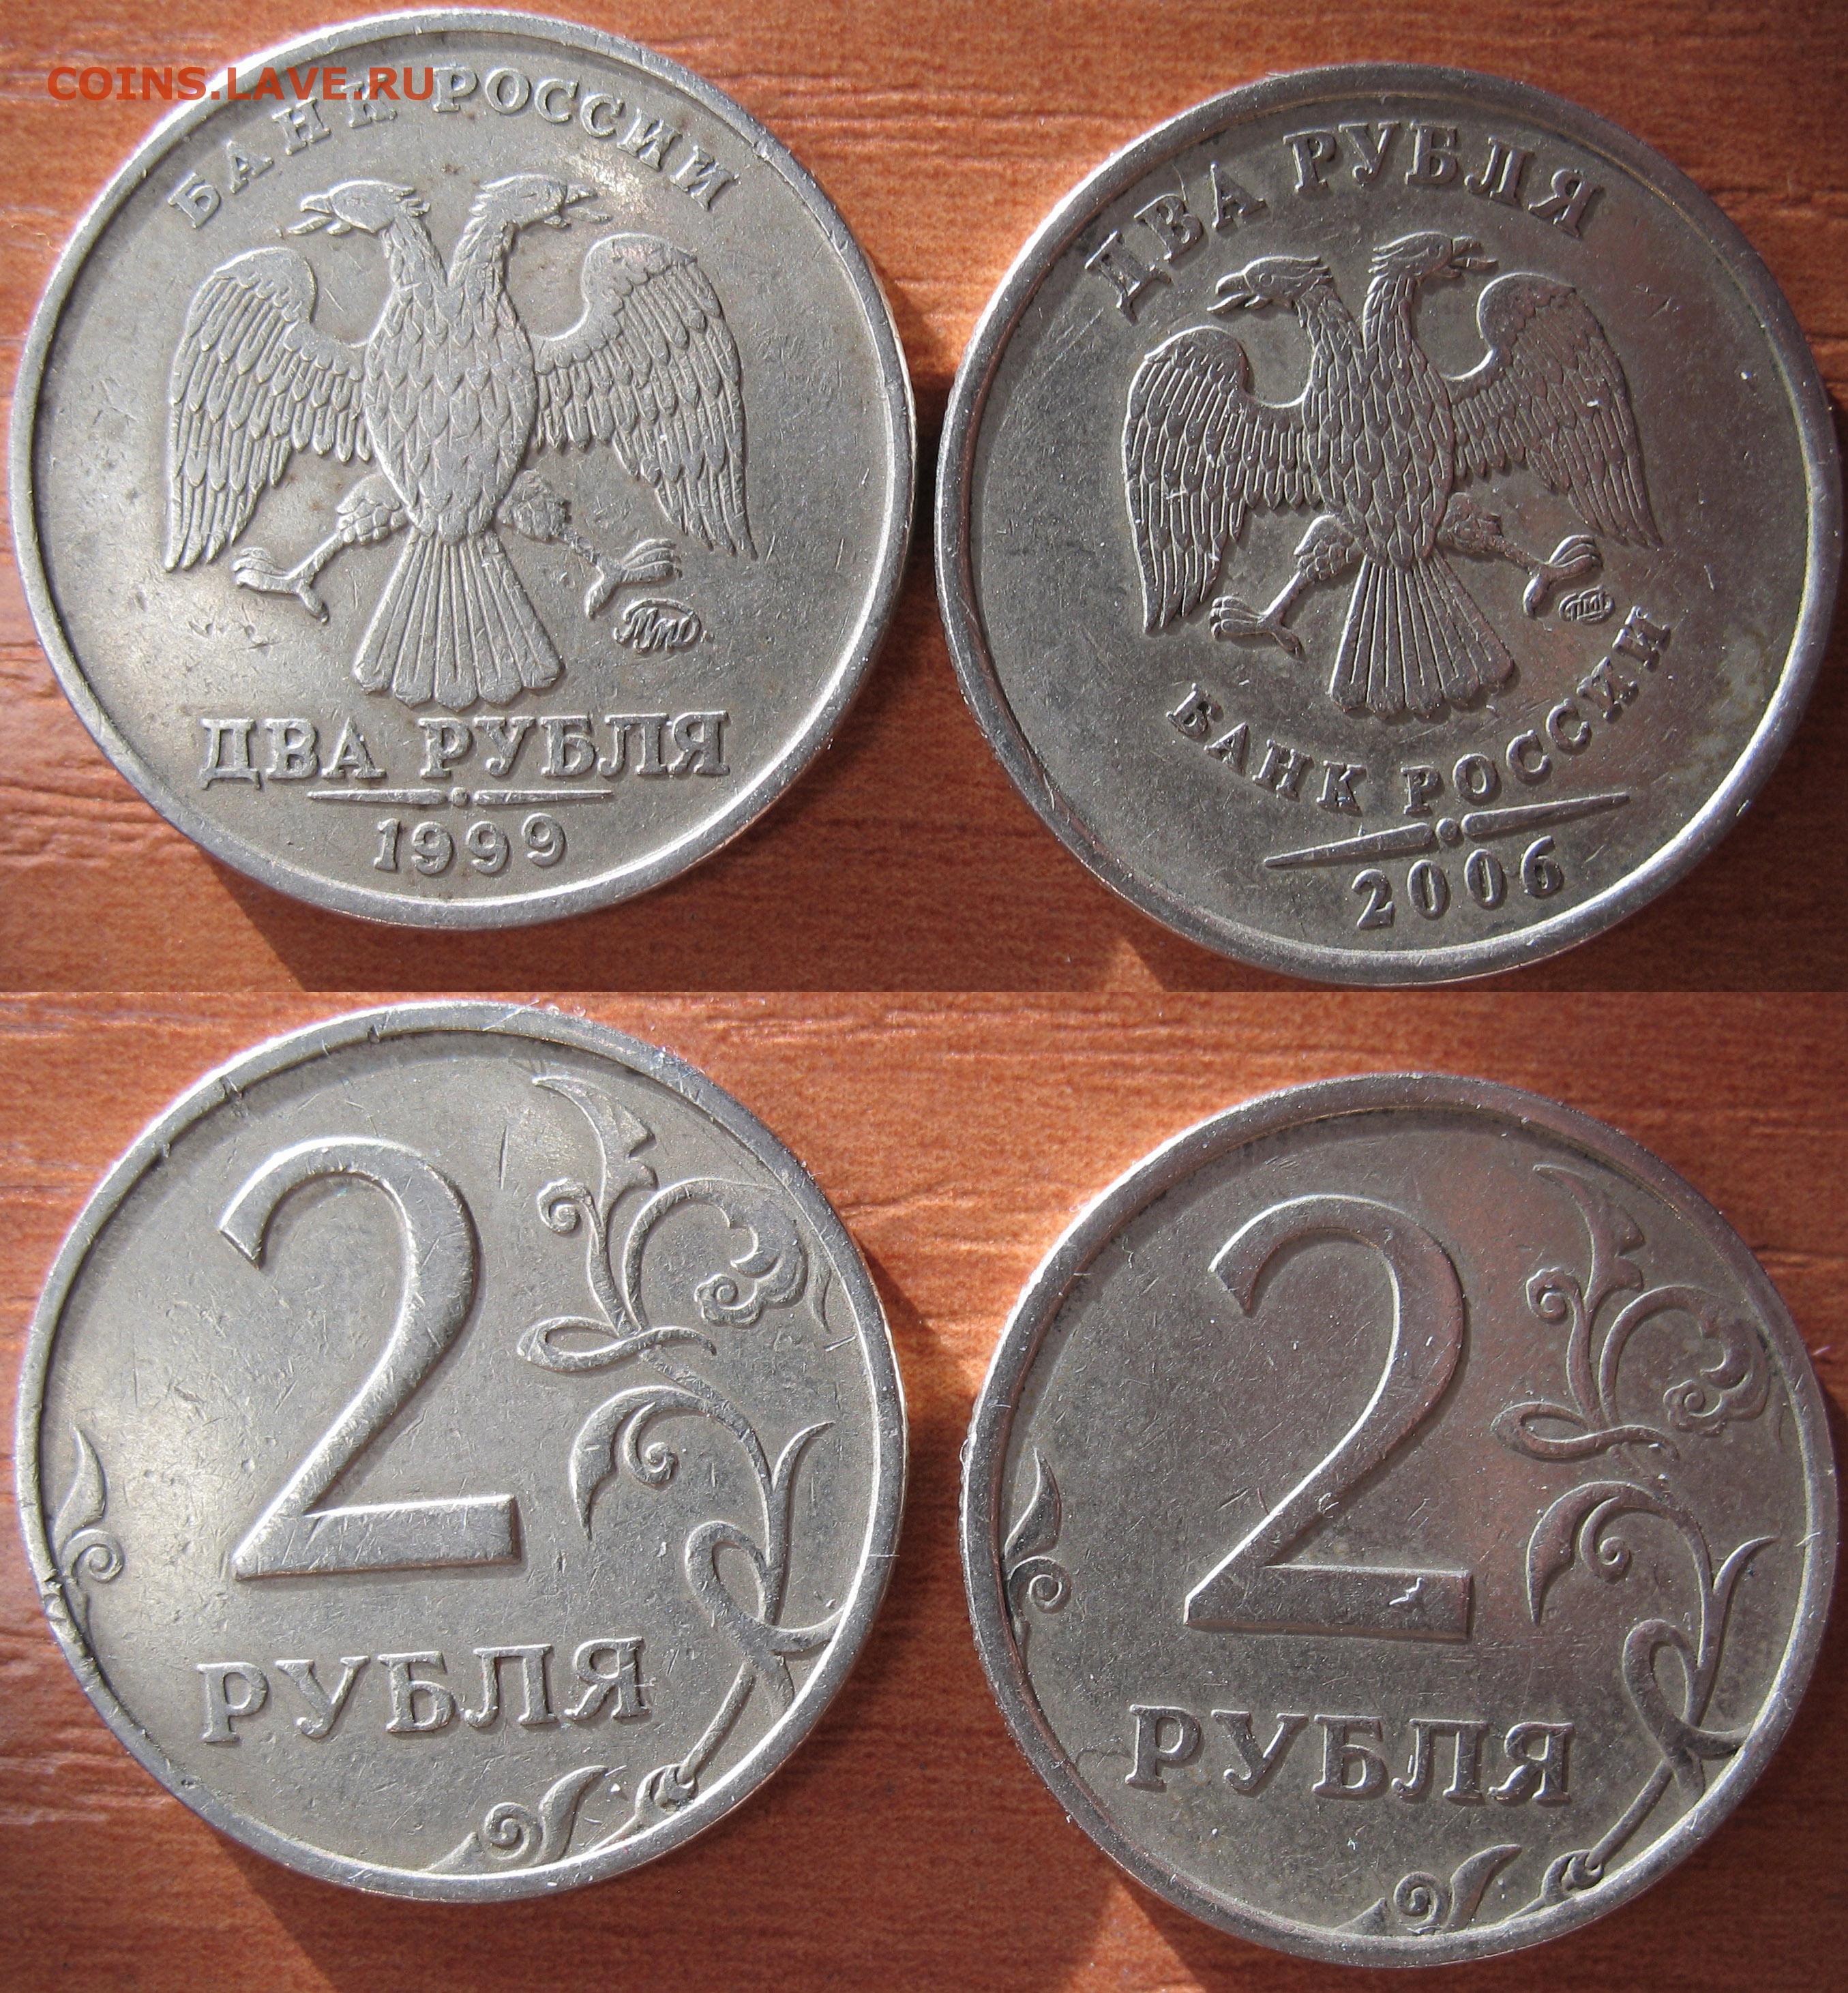 COINS.LAVE.RU
БАНК РОССИИ
ММД
ДВА РУБЛЯ
1999
ДВА РУБЛЯ
ММД
БАНК РОССИИ
2006
2
РУБЛЯ
2
РУБЛЯ